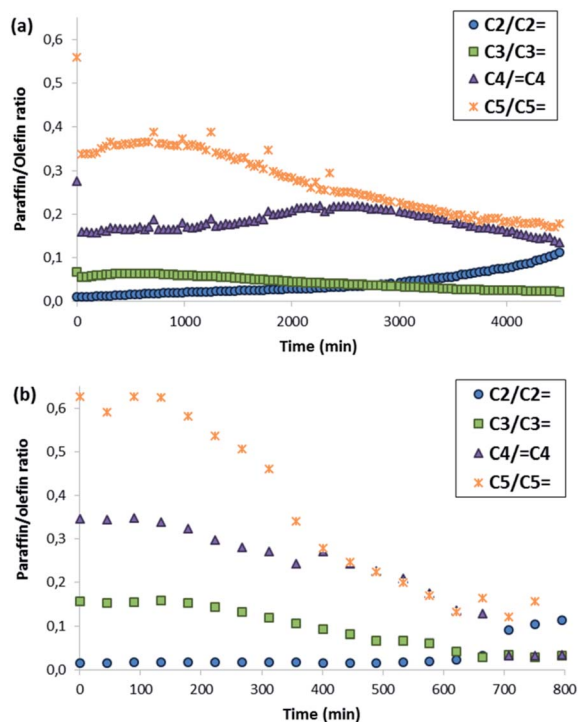 (a)
C2/C2=
C3/C3=
C4/=C4
C5/C5=
Paraffin/Olefin ratio
0,6
0,5
0,4
0,3
0,2
0,1
0,0
0 1000 2000 3000 4000
Time (min)
(b)
C2/C2=
C3/C3=
C4/=C4
C5/C5=
Paraffin/olefin ratio
0,6
0,5
0,4
0,3
0,2
0,1
0,0
0 100 200 300 400 500 600 700 800
Time (min)